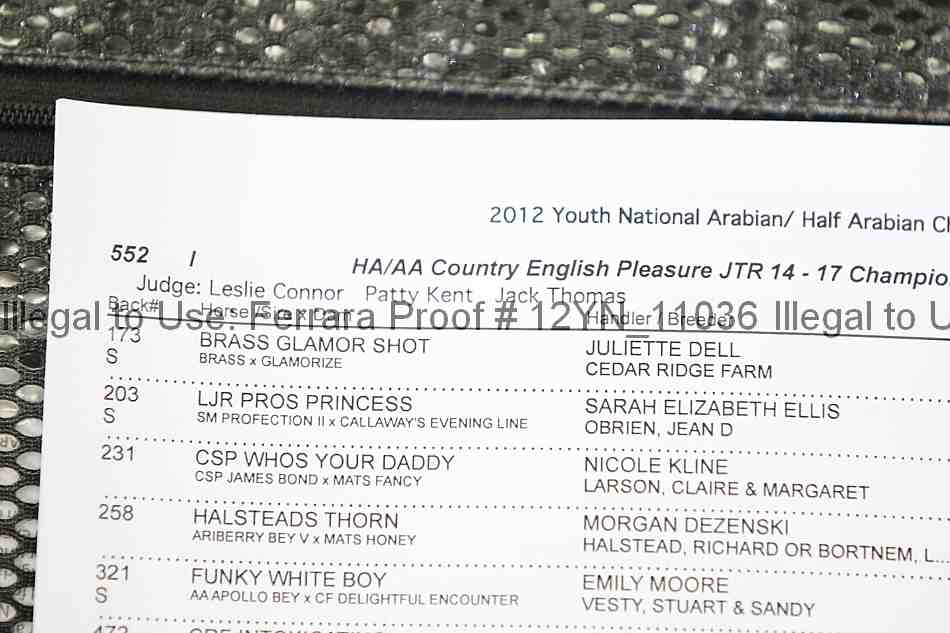 2012 Youth National Arabian/ Half Arabian
552 I HA/AA Country English Pleasure JTR 14 - 17
Judge: Leslie Connor Patty Kent Jack Thomas
Back# Horse /Sire x Dam Handler / Breeder
Illegal to Use. Ferrara Proof # 12YN_11036 Illegal to
173 BRASS GLAMOR SHOT JULIETTE DELL
S BRASS x GLAMORIZE CEDAR RIDGE FARM
203 LJR PROS PRINCESS SARAH ELIZABETH ELLIS
S SM PROFECTION II x CALLAWAY'S EVENING LINE OBRIEN, JEAN D
231 CSP WHOS YOUR DADDY NICOLE KLINE
CSP JAMES BOND x MATS FANCY LARSON, CLAIRE & MARGARET
258 HALSTEADS THORN MORGAN DEZENSKI
ARIBERRY BEY V x MATS HONEY HALSTEAD, RICHARD OR BORTNEM, L...
321 FUNKY WHITE BOY EMILY MOORE
S AA APOLLO BEY x CF DELIGHTFUL ENCOUNTER VESTY, STUART & SANDY